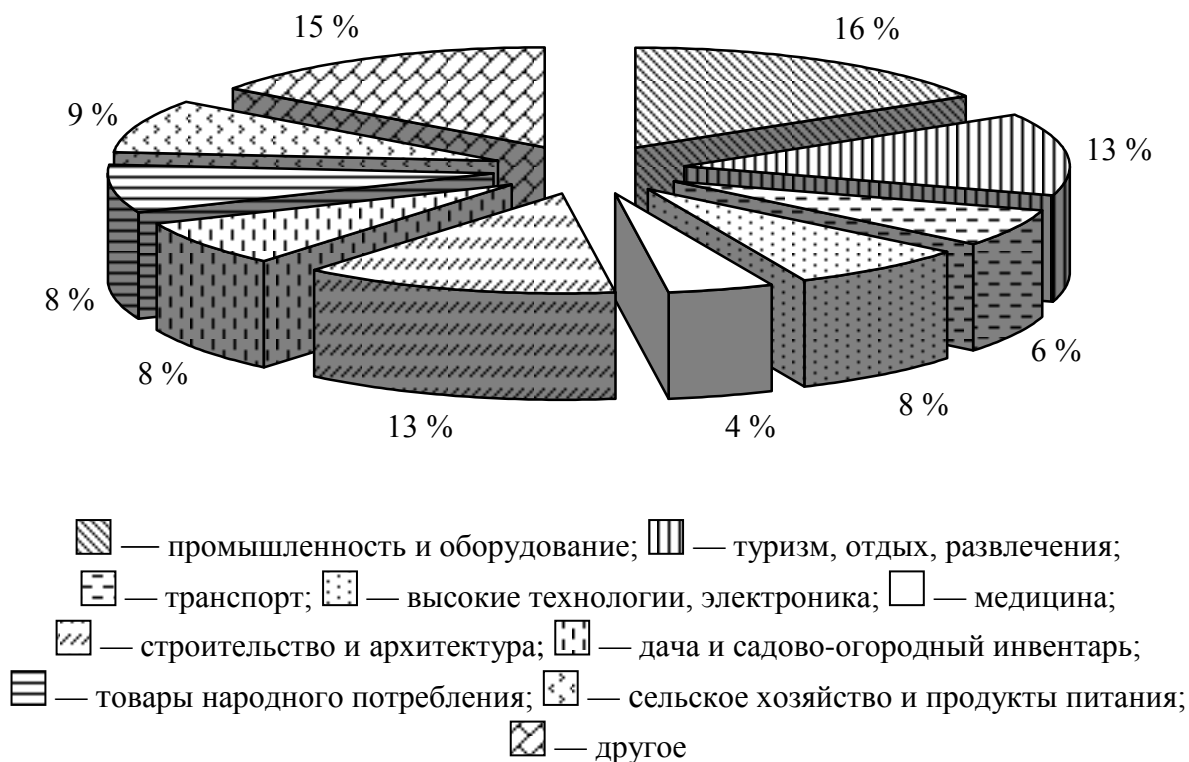 15 %
16 %
9 %
13 %
8 %
6 %
8 %
8 %
13 %
4 %
— промышленность и оборудование; — туризм, отдых, развлечения;
— транспорт; — высокие технологии, электроника; — медицина;
— строительство и архитектура; — дача и садово-огородный инвентарь;
— товары народного потребления; — сельское хозяйство и продукты питания;
— другое